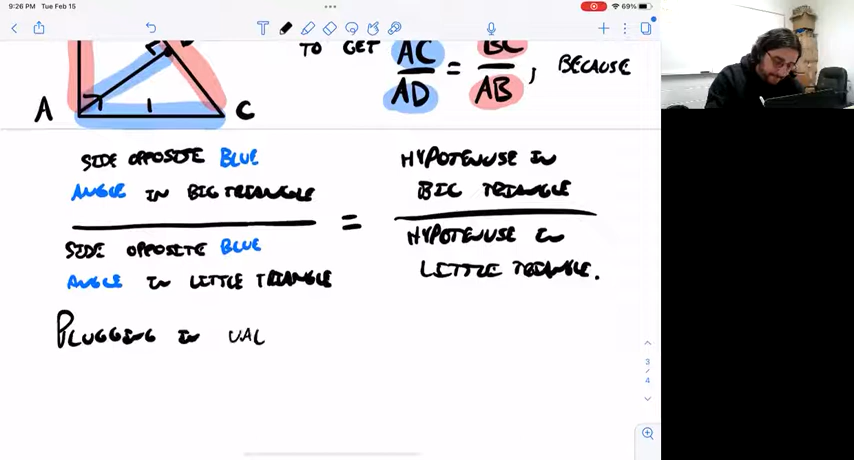 9:26 PM Tue Feb 15
69%
TO GET AC/AD = BC/AB, BECAUSE
A
1
C
SIDE OPPOSITE BLUE
ANGLE IN BIG TRIANGLE
=
SIDE OPPOSITE BLUE
ANGLE IN LITTLE TRIANGLE
HYPOTENUSE IN
BIG TRIANGLE
HYPOTENUSE IN
LITTLE TRIANGLE.
PLUGGING IN VAL
3
/
4